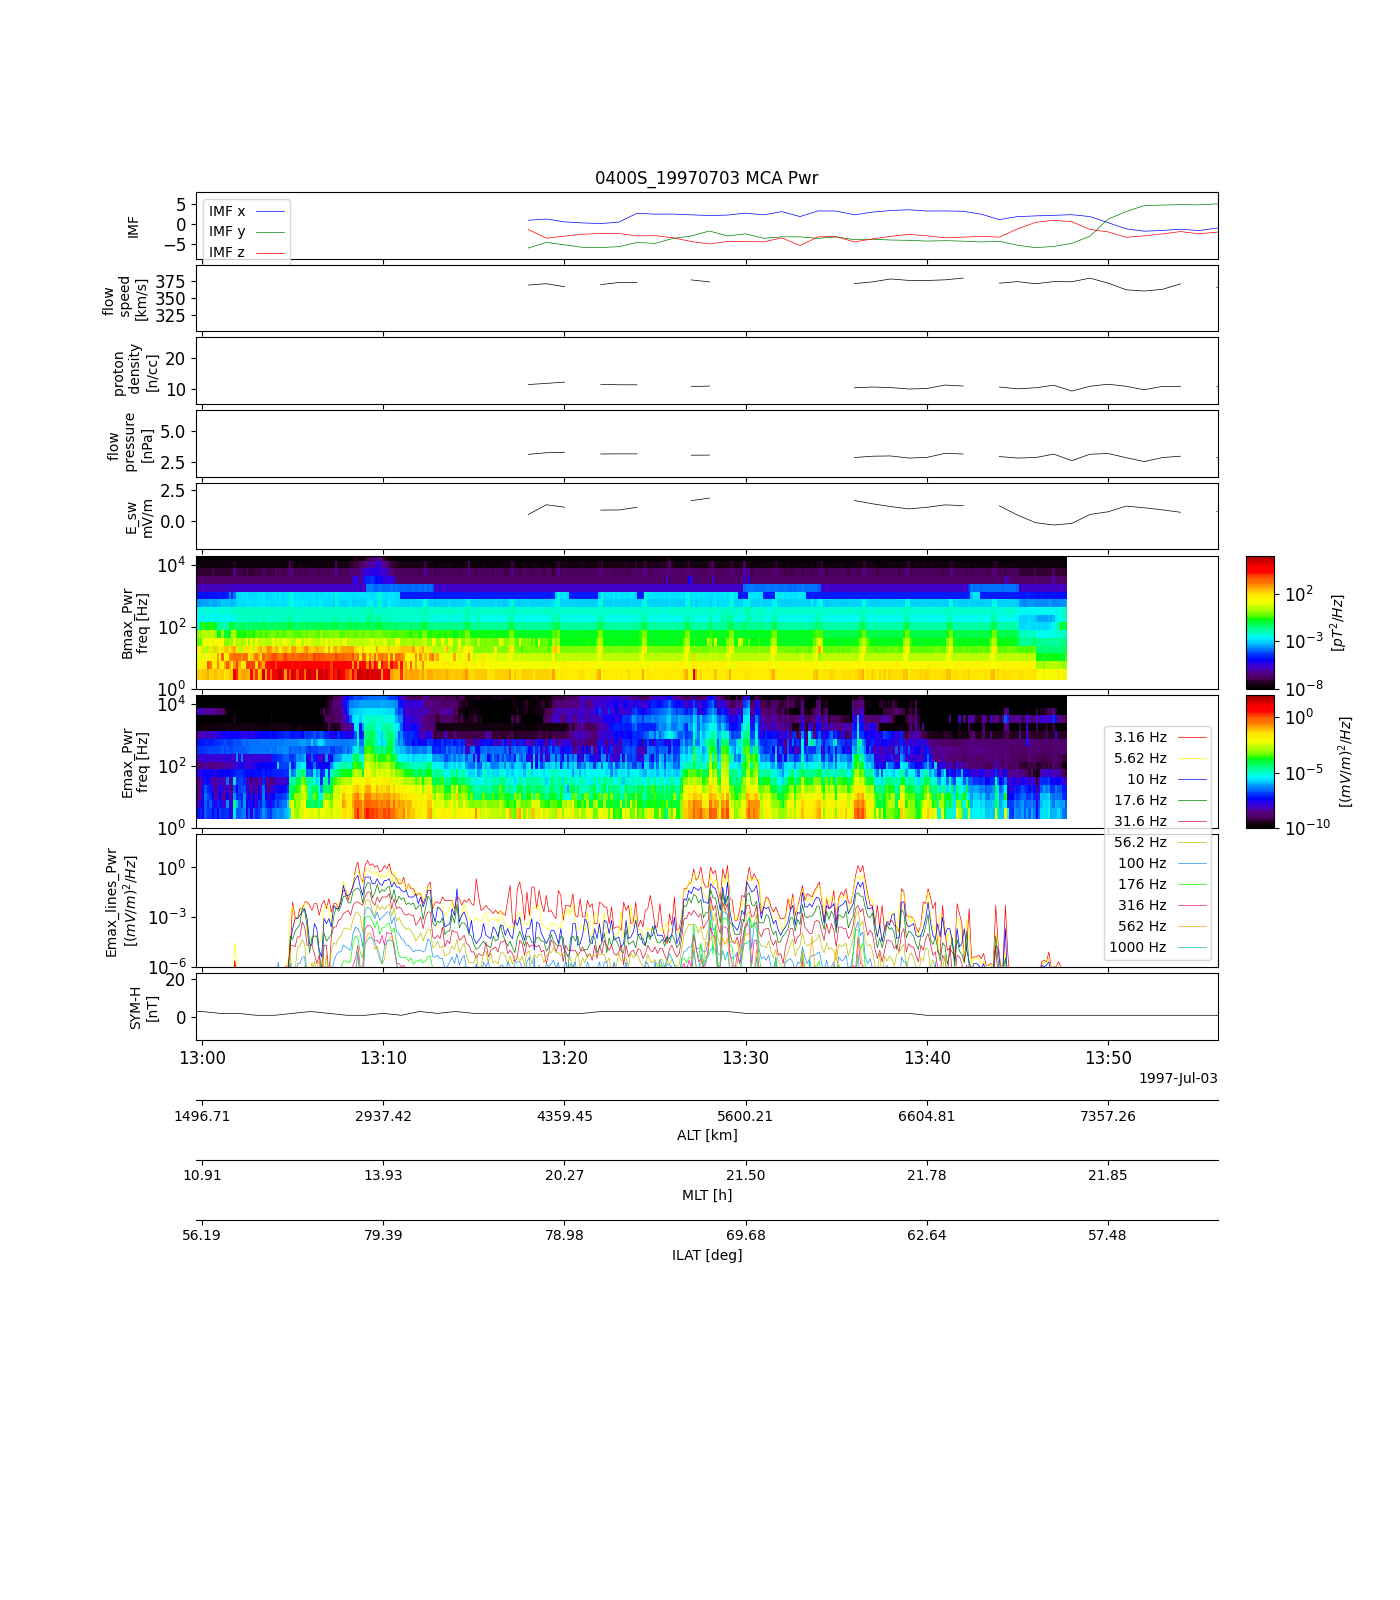 0400S_19970703 MCA Pwr
IMF
5
0
−5
IMF x
IMF y
IMF z
flow
speed
[km/s]
375
350
325
proton
density
[n/cc]
20
10
flow
pressure
[nPa]
5.0
2.5
E_sw
mV/m
2.5
0.0
Bmax_Pwr
freq [Hz]
10^4
10^2
10^0
10^2
10^−3
10^−8
[pT^2/Hz]
Emax_Pwr
freq [Hz]
10^4
10^2
10^0
10^0
10^−5
10^−10
[(mV/m)^2/Hz]
3.16 Hz
5.62 Hz
10 Hz
17.6 Hz
31.6 Hz
56.2 Hz
100 Hz
176 Hz
316 Hz
562 Hz
1000 Hz
Emax_lines_Pwr
[(mV/m)^2/Hz]
10^0
10^−3
10^−6
SYM-H
[nT]
20
0
13:00 13:10 13:20 13:30 13:40 13:50
1997-Jul-03
1496.71 2937.42 4359.45 5600.21 6604.81 7357.26
ALT [km]
10.91 13.93 20.27 21.50 21.78 21.85
MLT [h]
56.19 79.39 78.98 69.68 62.64 57.48
ILAT [deg]